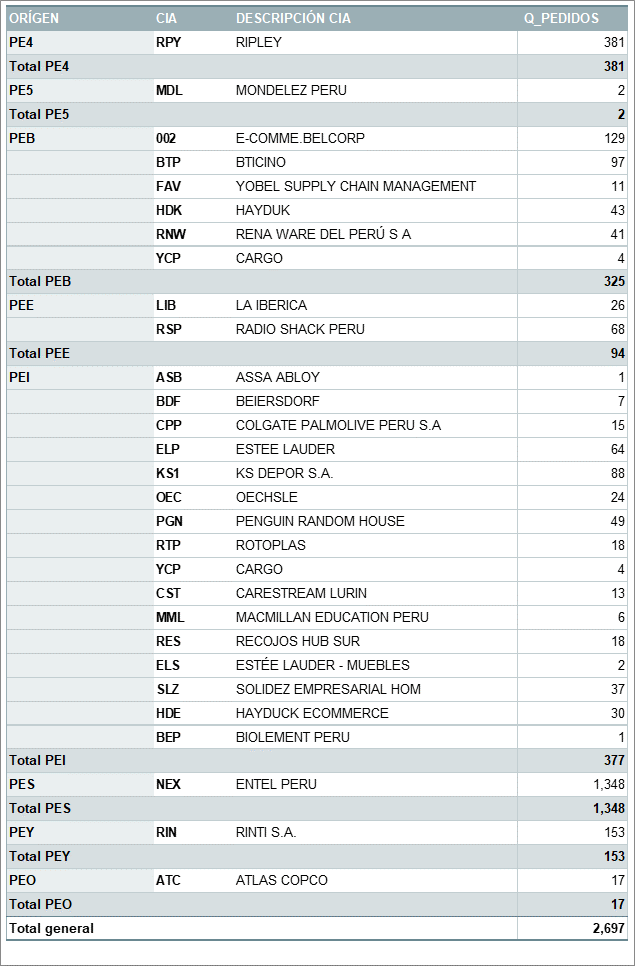 ORÍGEN CIA DESCRIPCIÓN CIA Q_PEDIDOS
PE4 RPY RIPLEY 381
Total PE4 381
PE5 MDL MONDELEZ PERU 2
Total PE5 2
PEB 002 E-COMME.BELCORP 129
BTP BTICINO 97
FAV YOBEL SUPPLY CHAIN MANAGEMENT 11
HDK HAYDUK 43
RNW RENA WARE DEL PERÚ S A 41
YCP CARGO 4
Total PEB 325
PEE LIB LA IBERICA 26
RSP RADIO SHACK PERU 68
Total PEE 94
PEI ASB ASSA ABLOY 1
BDF BEIERSDORF 7
CPP COLGATE PALMOLIVE PERU S.A 15
ELP ESTEE LAUDER 64
KS1 KS DEPOR S.A. 88
OEC OECHSLE 24
PGN PENGUIN RANDOM HOUSE 49
RTP ROTOPLAS 18
YCP CARGO 4
CST CARESTREAM LURIN 13
MML MACMILLAN EDUCATION PERU 6
RES RECOJOS HUB SUR 18
ELS ESTÉE LAUDER - MUEBLES 2
SLZ SOLIDEZ EMPRESARIAL HOM 37
HDE HAYDUCK ECOMMERCE 30
BEP BIOLEMENT PERU 1
Total PEI 377
PES NEX ENTEL PERU 1,348
Total PES 1,348
PEY RIN RINTI S.A. 153
Total PEY 153
PEO ATC ATLAS COPCO 17
Total PEO 17
Total general 2,697